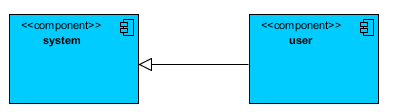 <<component>>
system
<<component>>
user